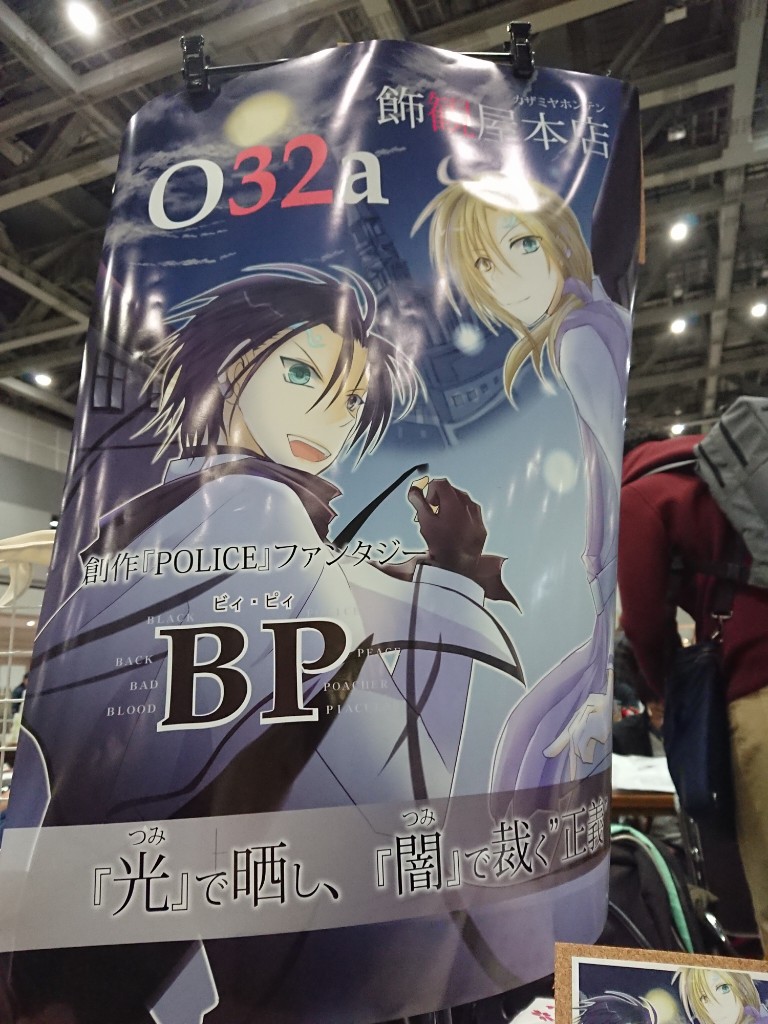 カザミヤホンテン
飾観屋本店
O32a
創作『POLICE』ファンタジー
ビィ・ピィ
BP
BLACK
BACK
BAD
BLOOD
PEACE
POACHER
つみ つみ
『光』で晒し、『闇』で裁く"正義